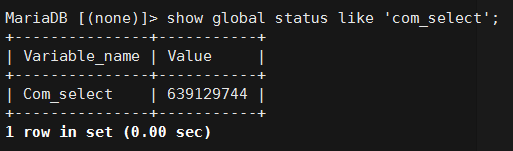 MariaDB [(none)]> show global status like 'com_select';
+---------------+-----------+
| Variable_name | Value     |
+---------------+-----------+
| Com_select    | 639129744 |
+---------------+-----------+
1 row in set (0.00 sec)